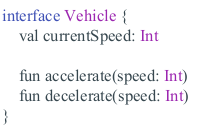 interface Vehicle {
    val currentSpeed: Int

    fun accelerate(speed: Int)
    fun decelerate(speed: Int)
}